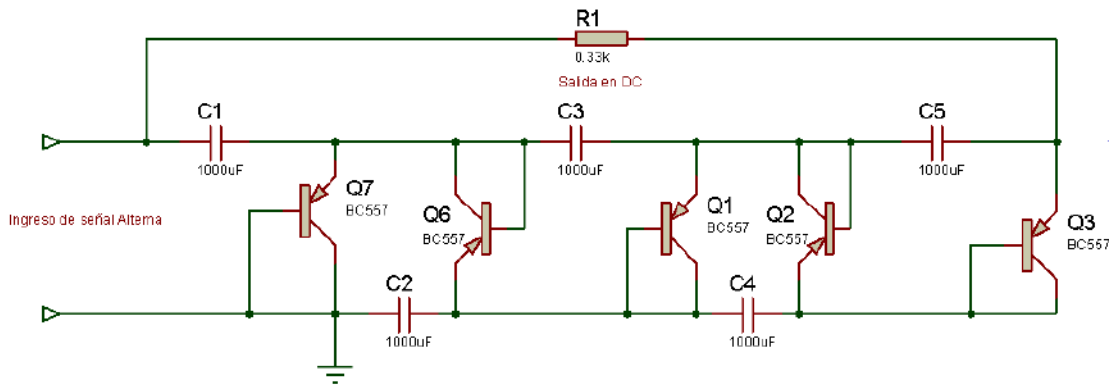 R1
0.33k
Salida en DC
C1
1000uF
C3
1000uF
C5
1000uF
Q7
BC557
Q6
BC557
Q1
BC557
Q2
BC557
Q3
BC557
Ingreso de señal Alterna
C2
1000uF
C4
1000uF